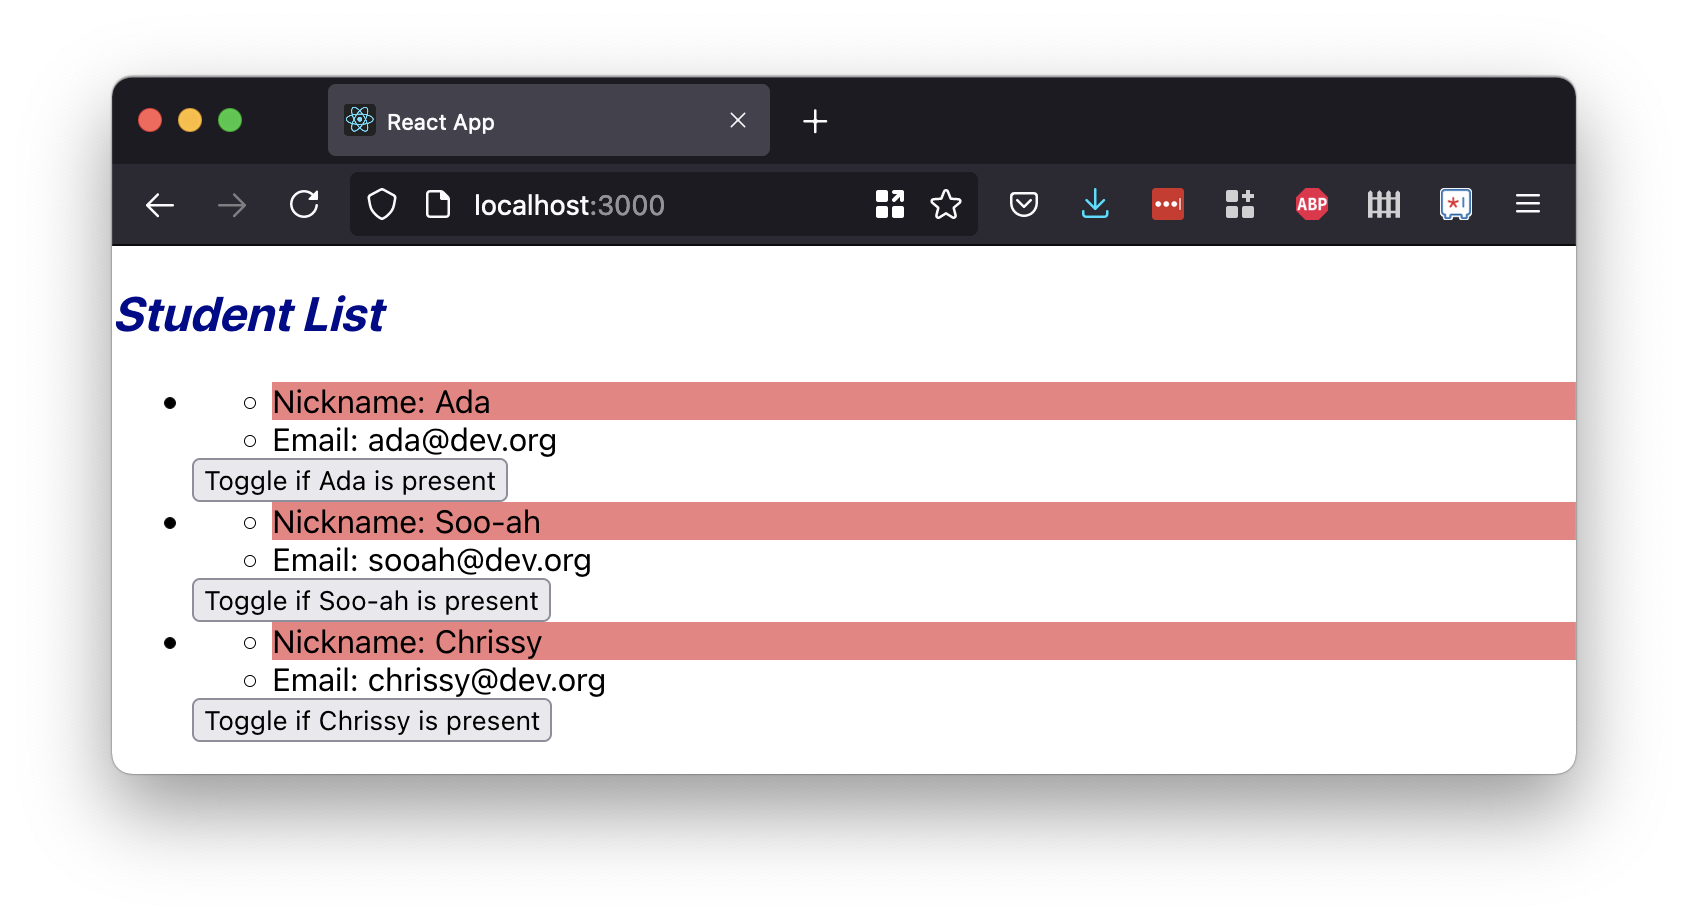 React App
localhost:3000
ABP
Student List
Nickname: Ada
Email: ada@dev.org
Toggle if Ada is present
Nickname: Soo-ah
Email: sooah@dev.org
Toggle if Soo-ah is present
Nickname: Chrissy
Email: chrissy@dev.org
Toggle if Chrissy is present